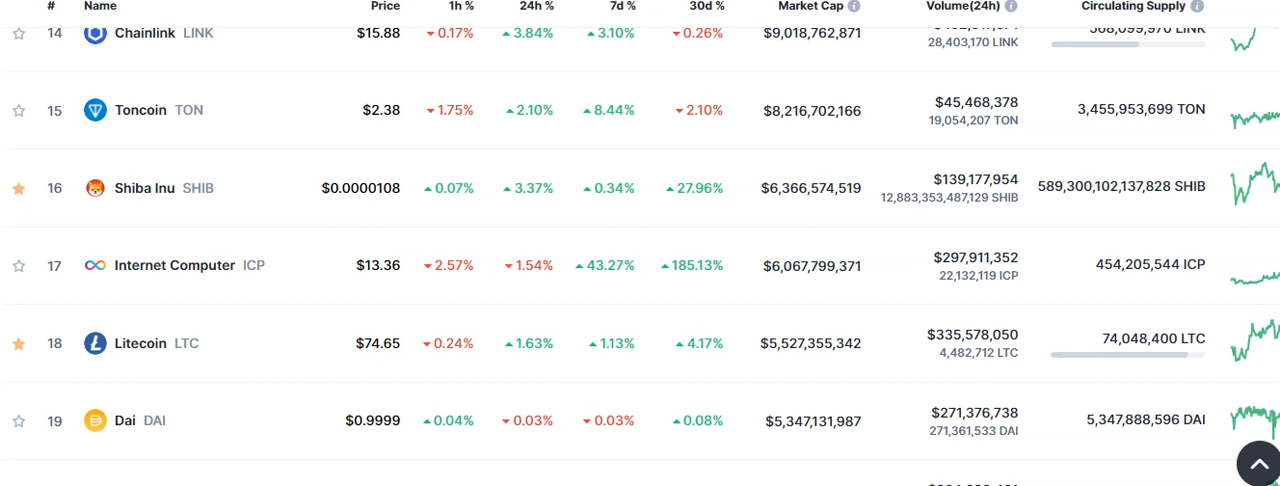 # Name Price 1h % 24h % 7d % 30d % Market Cap Volume(24h) Circulating Supply
14 Chainlink LINK $15.88 0.17% 3.84% 3.10% 0.26% $9,018,762,871
28,403,170 LINK
15 Toncoin TON $2.38 1.75% 2.10% 8.44% 2.10% $8,216,702,166 $45,468,378 3,455,953,699 TON
19,054,207 TON
16 Shiba Inu SHIB $0.0000108 0.07% 3.37% 0.34% 27.96% $6,366,574,519 $139,177,954 589,300,102,137,828 SHIB
12,883,353,487,129 SHIB
17 Internet Computer ICP $13.36 2.57% 1.54% 43.27% 185.13% $6,067,799,371 $297,911,352 454,205,544 ICP
22,132,119 ICP
18 Litecoin LTC $74.65 0.24% 1.63% 1.13% 4.17% $5,527,355,342 $335,578,050 74,048,400 LTC
4,482,712 LTC
19 Dai DAI $0.9999 0.04% 0.03% 0.03% 0.08% $5,347,131,987 $271,376,738 5,347,888,596 DAI
271,361,533 DAI